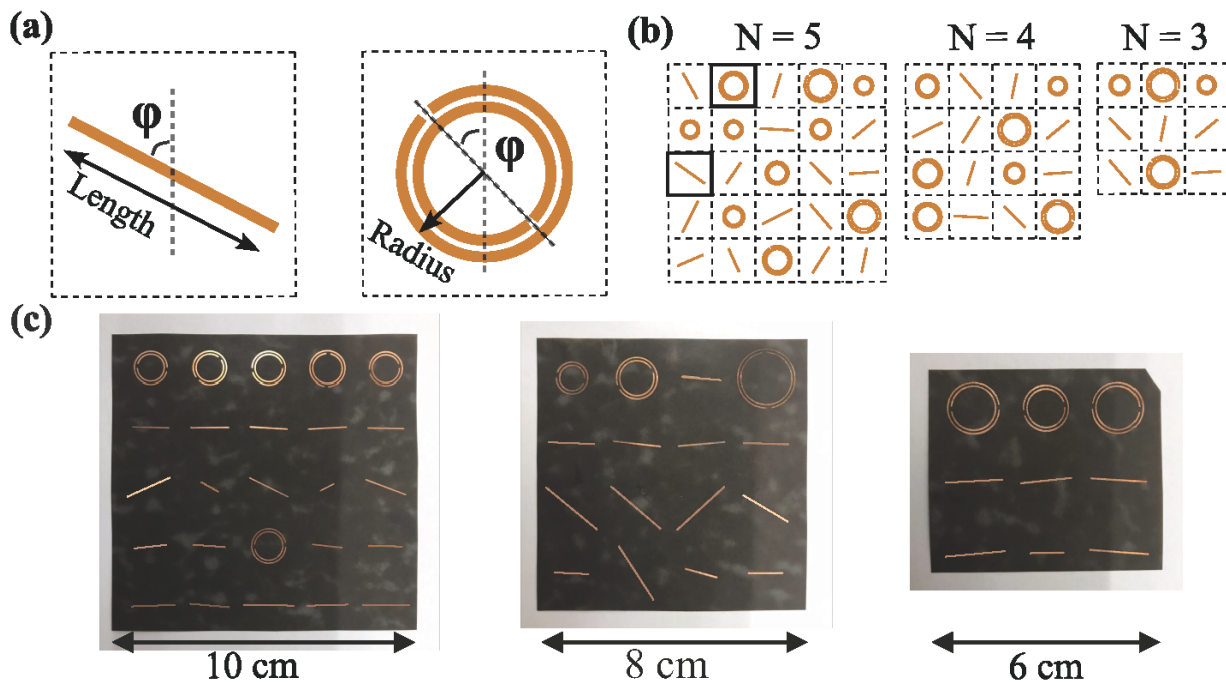 (a)
φ
Length
φ
Radius
(b)
N = 5
N = 4
N = 3
(c)
10 cm
8 cm
6 cm